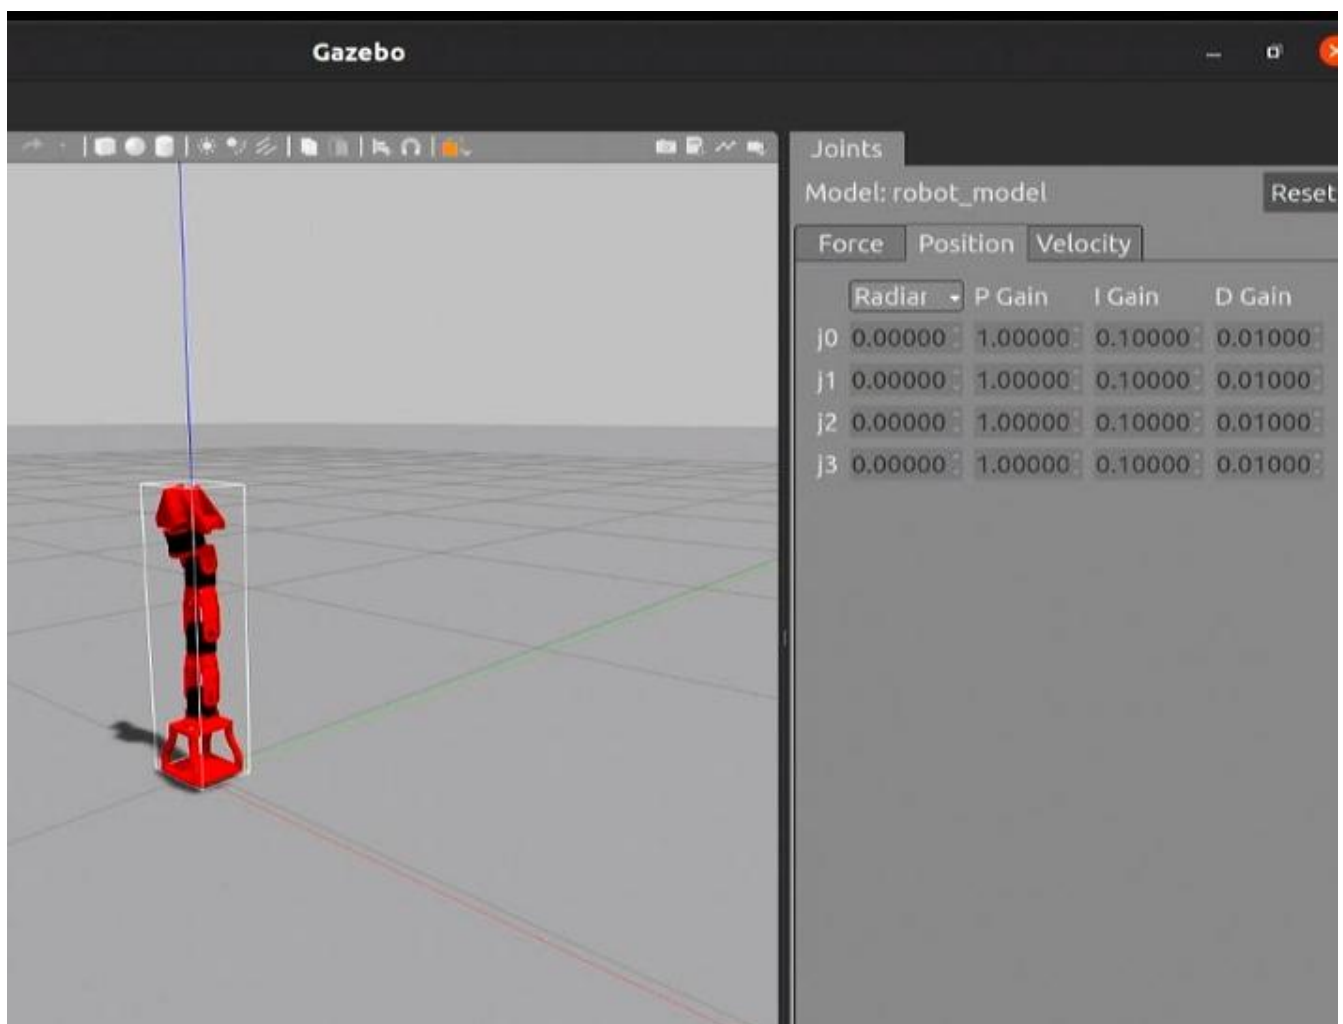 Gazebo
Joints
Model: robot_model Reset
Force Position Velocity
Radiar P Gain I Gain D Gain
j0 0.00000 1.00000 0.10000 0.01000
j1 0.00000 1.00000 0.10000 0.01000
j2 0.00000 1.00000 0.10000 0.01000
j3 0.00000 1.00000 0.10000 0.01000